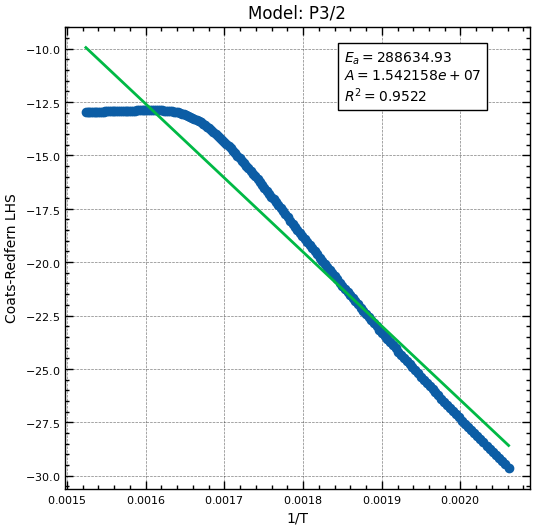 Model: P3/2
E_a = 288634.93
A = 1.542158e + 07
R² = 0.9522
Coats-Redfern LHS
−10.0
−12.5
−15.0
−17.5
−20.0
−22.5
−25.0
−27.5
−30.0
0.0015 0.0016 0.0017 0.0018 0.0019 0.0020
1/T